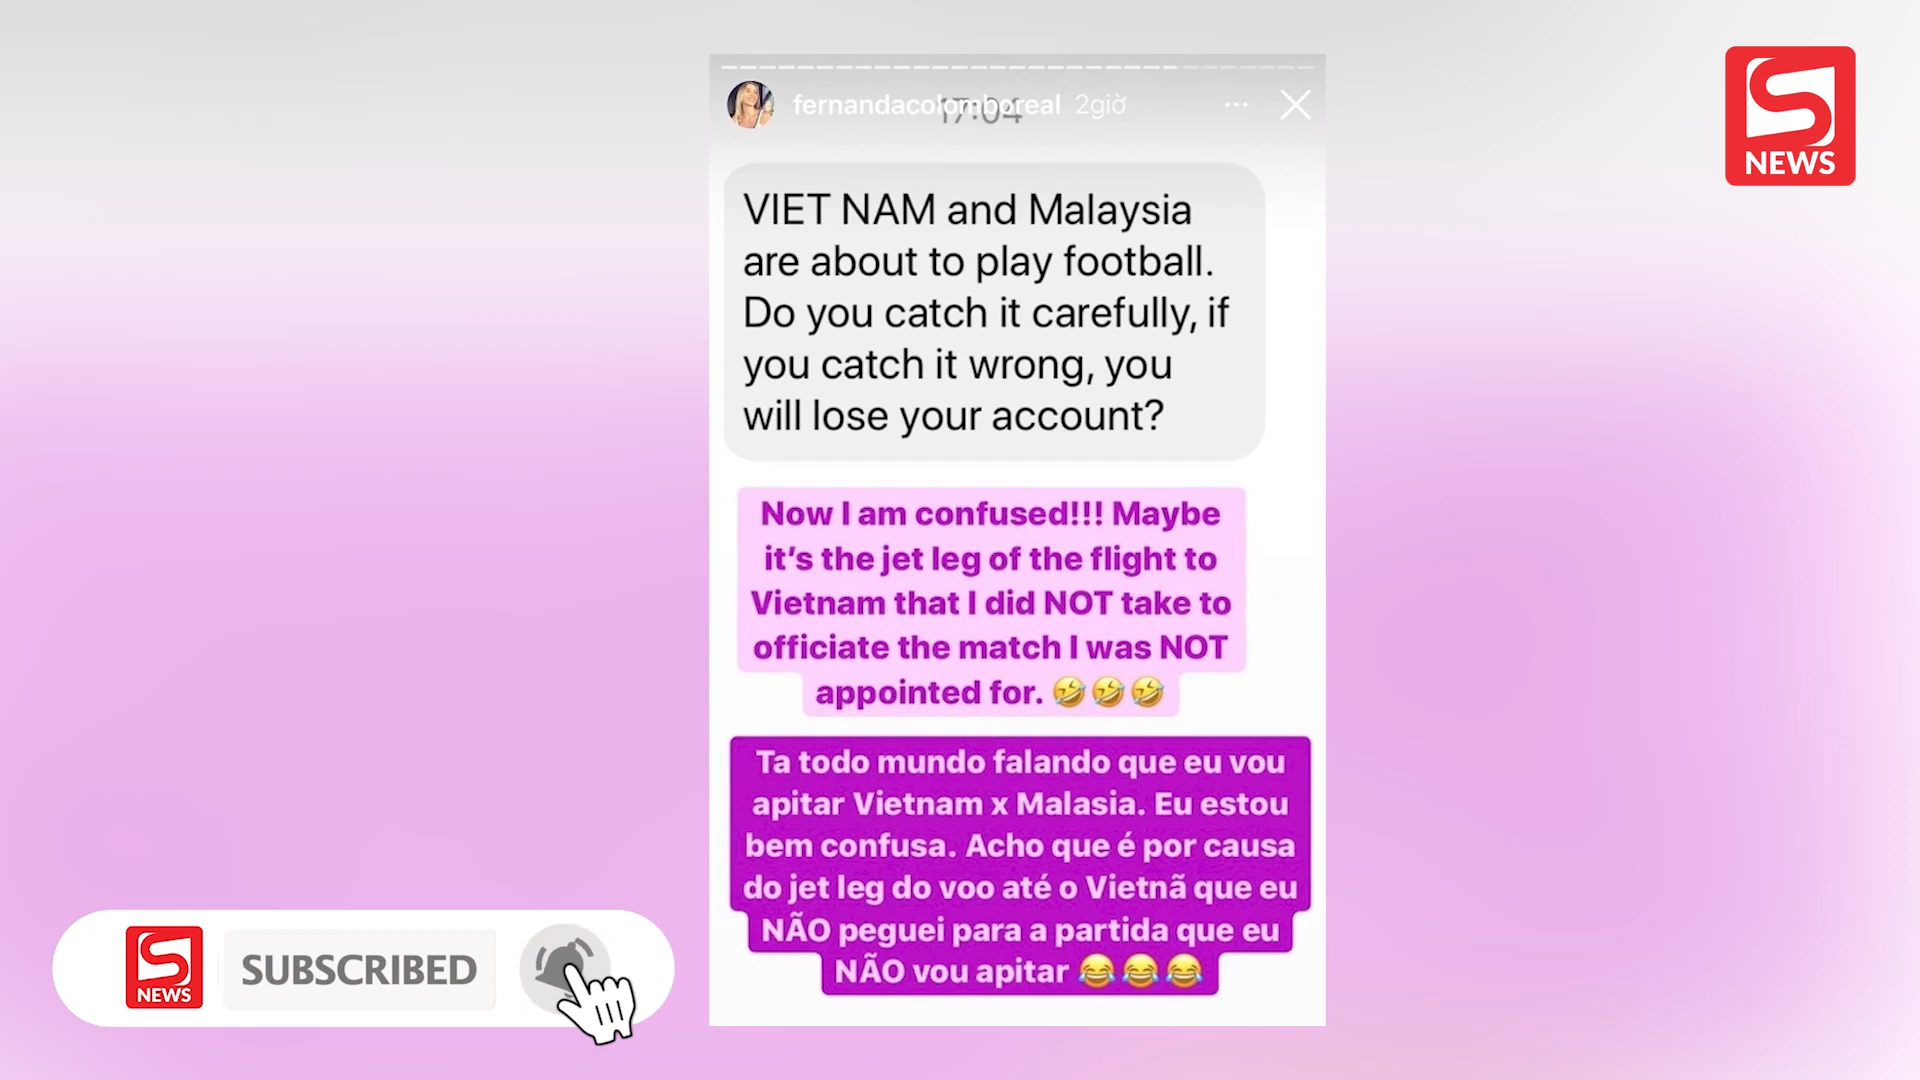 NEWS
fernandacolomboreal 2giờ
17:04
VIET NAM and Malaysia
are about to play football.
Do you catch it carefully, if
you catch it wrong, you
will lose your account?
Now I am confused!!! Maybe
it's the jet leg of the flight to
Vietnam that I did NOT take to
officiate the match I was NOT
appointed for. 🤣🤣🤣
Ta todo mundo falando que eu vou
apitar Vietnam x Malasia. Eu estou
bem confusa. Acho que é por causa
do jet leg do voo até o Vietnã que eu
NÃO peguei para a partida que eu
NÃO vou apitar 😂😂😂
NEWS
SUBSCRIBED